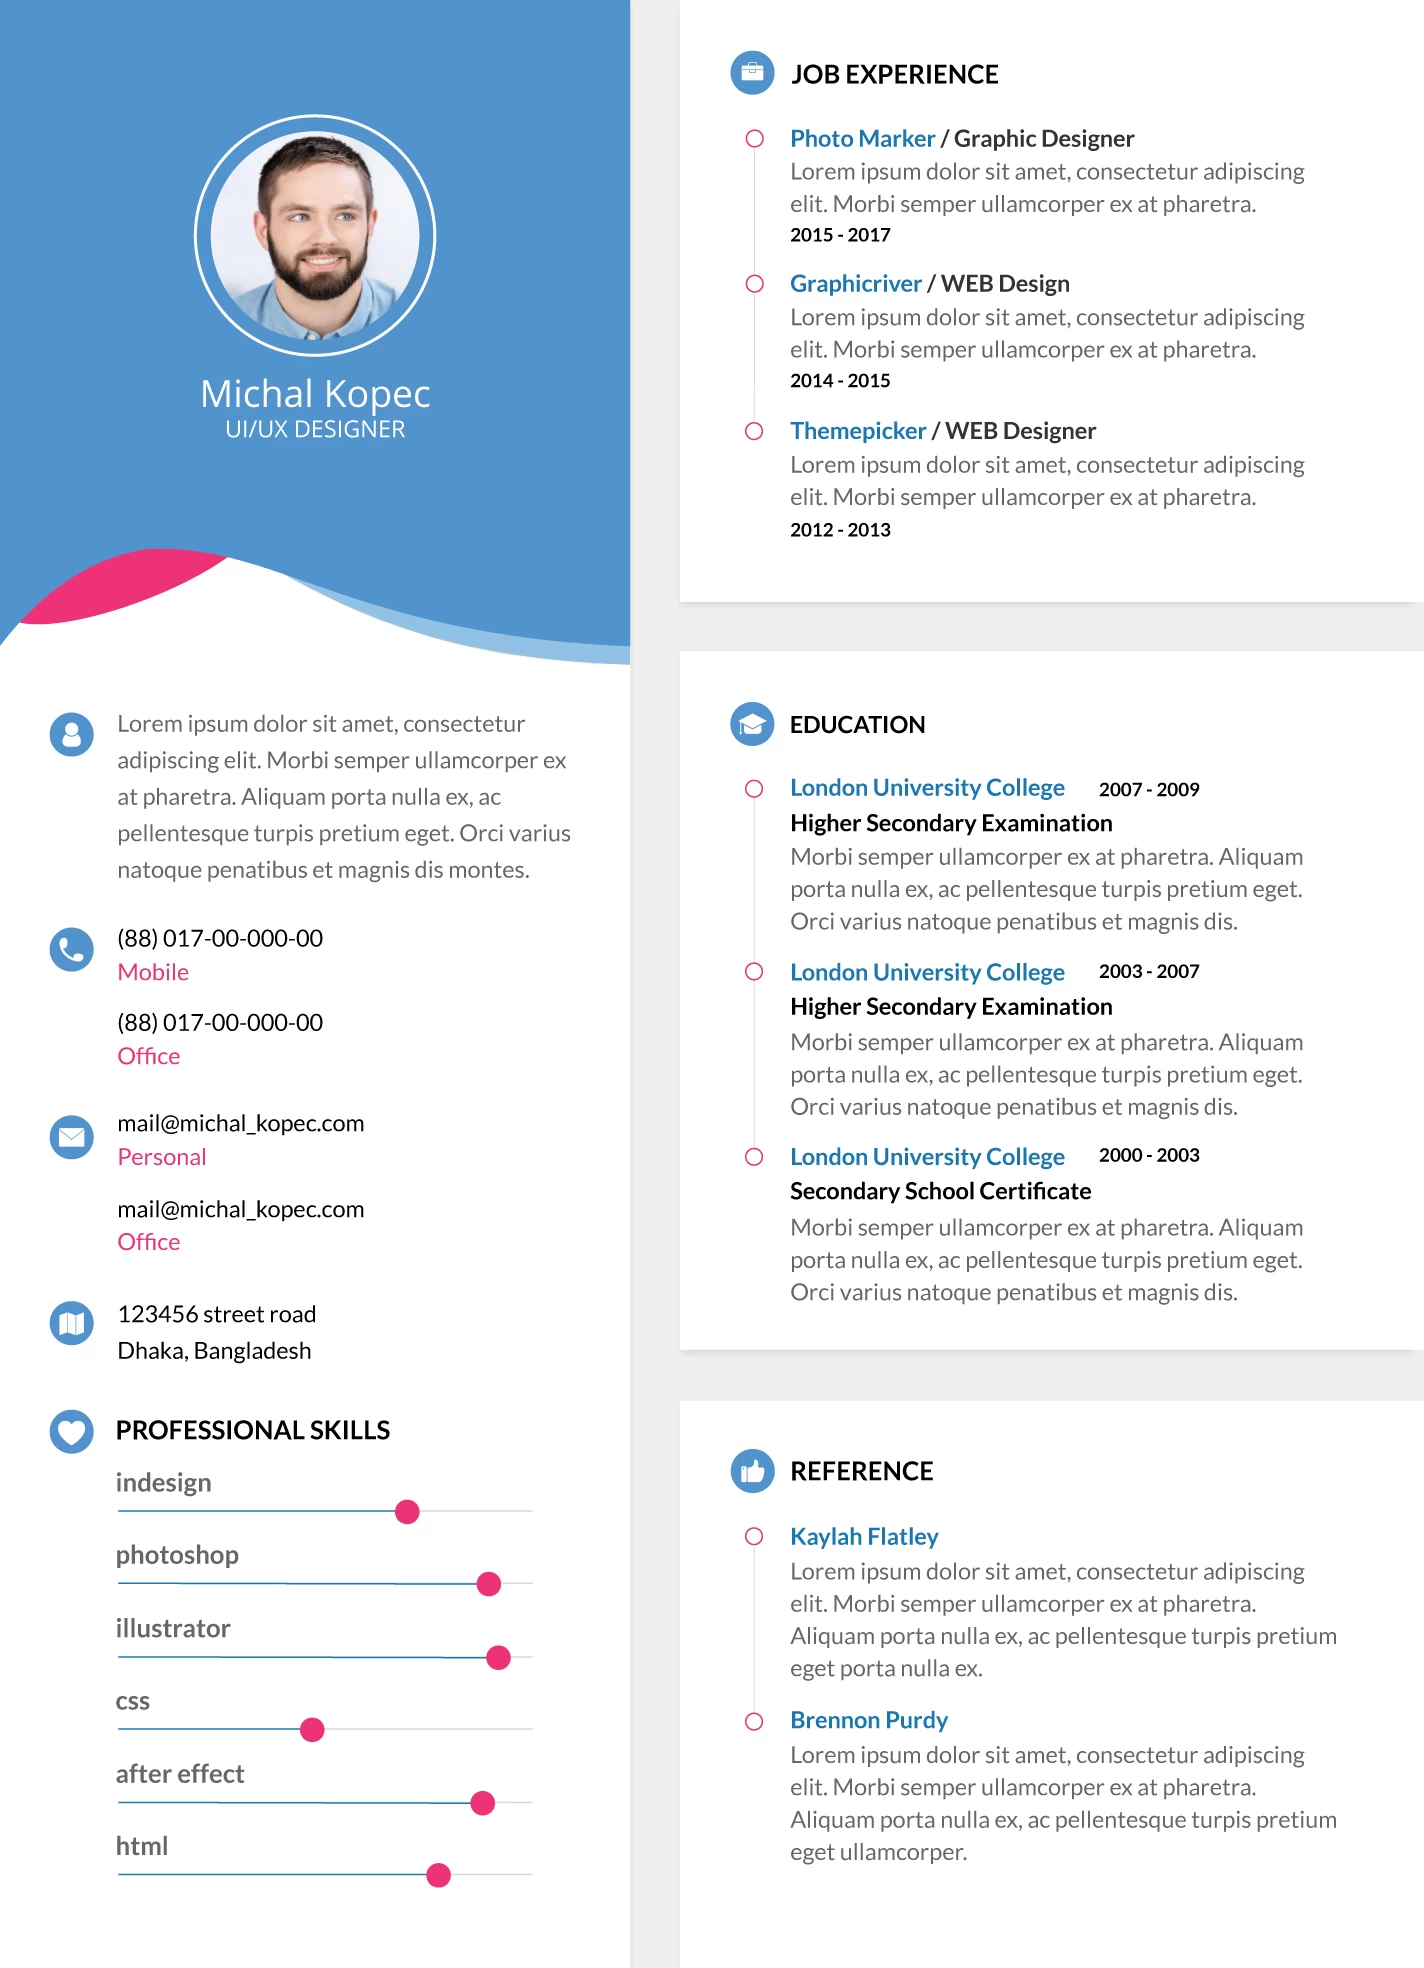 Michal Kopec
UI/UX DESIGNER
Lorem ipsum dolor sit amet, consectetur
adipiscing elit. Morbi semper ullamcorper ex
at pharetra. Aliquam porta nulla ex, ac
pellentesque turpis pretium eget. Orci varius
natoque penatibus et magnis dis montes.
(88) 017-00-000-00
Mobile
(88) 017-00-000-00
Office
mail@michal_kopec.com
Personal
mail@michal_kopec.com
Office
123456 street road
Dhaka, Bangladesh
PROFESSIONAL SKILLS
indesign
photoshop
illustrator
css
after effect
html
JOB EXPERIENCE
Photo Marker / Graphic Designer
Lorem ipsum dolor sit amet, consectetur adipiscing
elit. Morbi semper ullamcorper ex at pharetra.
2015 - 2017
Graphicriver / WEB Design
Lorem ipsum dolor sit amet, consectetur adipiscing
elit. Morbi semper ullamcorper ex at pharetra.
2014 - 2015
Themepicker / WEB Designer
Lorem ipsum dolor sit amet, consectetur adipiscing
elit. Morbi semper ullamcorper ex at pharetra.
2012 - 2013
EDUCATION
London University College 2007 - 2009
Higher Secondary Examination
Morbi semper ullamcorper ex at pharetra. Aliquam
porta nulla ex, ac pellentesque turpis pretium eget.
Orci varius natoque penatibus et magnis dis.
London University College 2003 - 2007
Higher Secondary Examination
Morbi semper ullamcorper ex at pharetra. Aliquam
porta nulla ex, ac pellentesque turpis pretium eget.
Orci varius natoque penatibus et magnis dis.
London University College 2000 - 2003
Secondary School Certificate
Morbi semper ullamcorper ex at pharetra. Aliquam
porta nulla ex, ac pellentesque turpis pretium eget.
Orci varius natoque penatibus et magnis dis.
REFERENCE
Kaylah Flatley
Lorem ipsum dolor sit amet, consectetur adipiscing
elit. Morbi semper ullamcorper ex at pharetra.
Aliquam porta nulla ex, ac pellentesque turpis pretium
eget porta nulla ex.
Brennon Purdy
Lorem ipsum dolor sit amet, consectetur adipiscing
elit. Morbi semper ullamcorper ex at pharetra.
Aliquam porta nulla ex, ac pellentesque turpis pretium
eget ullamcorper.